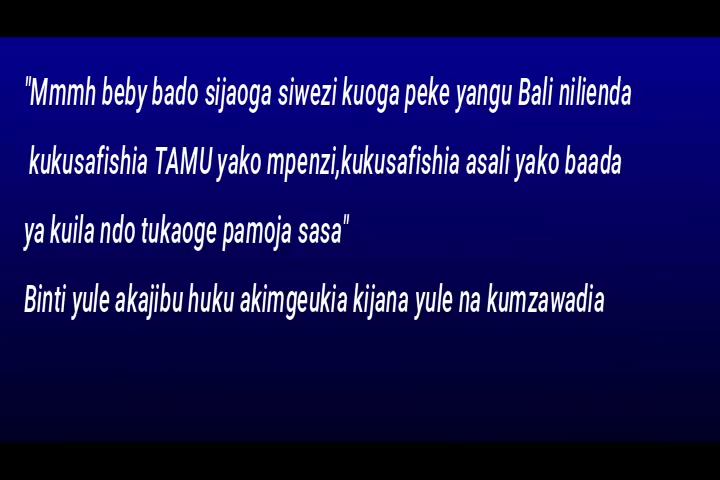 "Mmmh beby bado sijaoga siwezi kuoga peke yangu Bali nilienda
kukusafishia TAMU yako mpenzi,kukusafishia asali yako baada
ya kuila ndo tukaoge pamoja sasa"
Binti yule akajibu huku akimgeukia kijana yule na kumzawadia